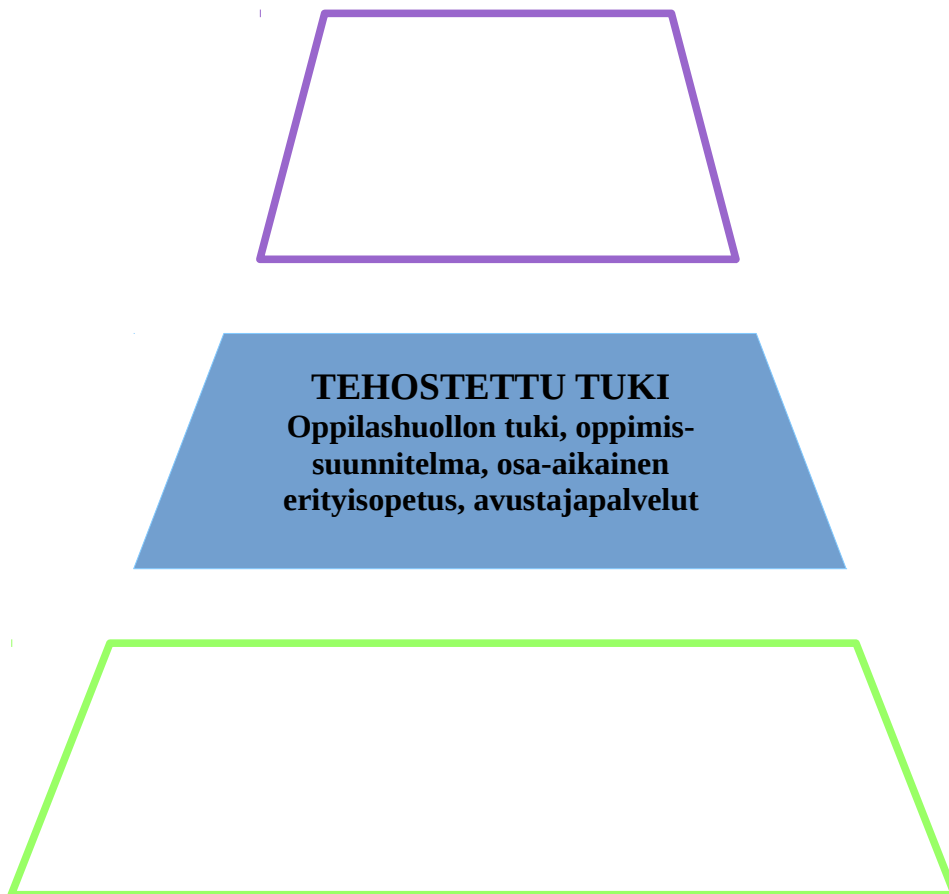 TEHOSTETTU TUKI
Oppilashuollon tuki, oppimis-
suunnitelma, osa-aikainen
erityisopetus, avustajapalvelut